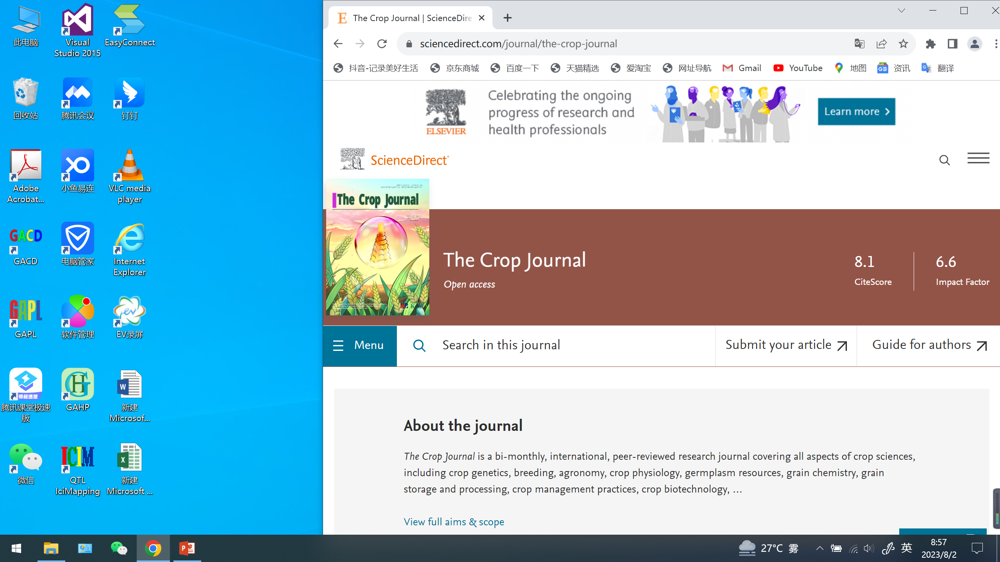 此电脑
Visual
Studio 2015
EasyConnect
回收站
腾讯会议
钉钉
Adobe
Acrobat...
小鱼易连
VLC media
player
GACD
GACD
电脑管家
Internet
Explorer
GAPL
GAPL
软件管理
EV录屏
师极速版
腾讯课堂极速
版
GAHP
新建
Microsof...
微信
ICIM
QTL
IciMapping
新建
Microsoft ...
The Crop Journal | ScienceDire
sciencedirect.com/journal/the-crop-journal
抖音-记录美好生活
京东商城
百度一下
天猫精选
爱淘宝
网址导航
Gmail
YouTube
地图
资讯
翻译
ELSEVIER
Celebrating the ongoing
progress of research and
health professionals
Learn more
ScienceDirect
The Crop Journal
The Crop Journal
Open access
8.1
CiteScore
6.6
Impact Factor
Menu
Search in this journal
Submit your article
Guide for authors
About the journal
The Crop Journal is a bi-monthly, international, peer-reviewed research journal covering all aspects of crop sciences,
including crop genetics, breeding, agronomy, crop physiology, germplasm resources, grain chemistry, grain
storage and processing, crop management practices, crop biotechnology, ...
View full aims & scope
27°C 雾
英
8:57
2023/8/2